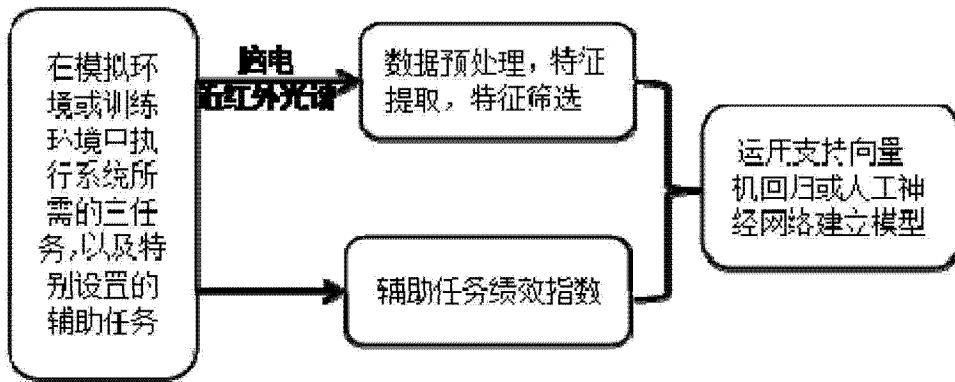 在模拟环
境或训练
环境中执
行系统所
需的主任
务,以及特
别设置的
辅助任务
脑电
近红外光谱
数据预处理，特征
提取，特征筛选
辅助任务绩效指数
运用支持向量
机回归或人工神
经网络建立模型